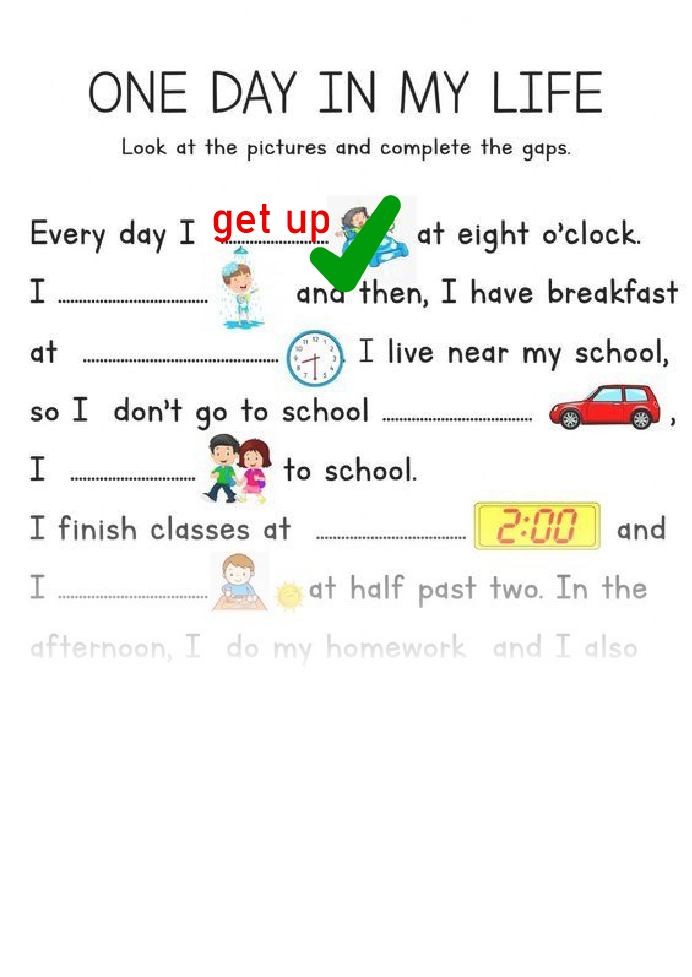 ONE DAY IN MY LIFE
Look at the pictures and complete the gaps.
Every day I get up at eight o'clock.
I .................................... and then, I have breakfast
at .................................... . I live near my school,
so I don't go to school .................................... ,
I .................................... to school.
I finish classes at .................................... 2:00 and
I .................................... at half past two. In the
afternoon, I do my homework and I also